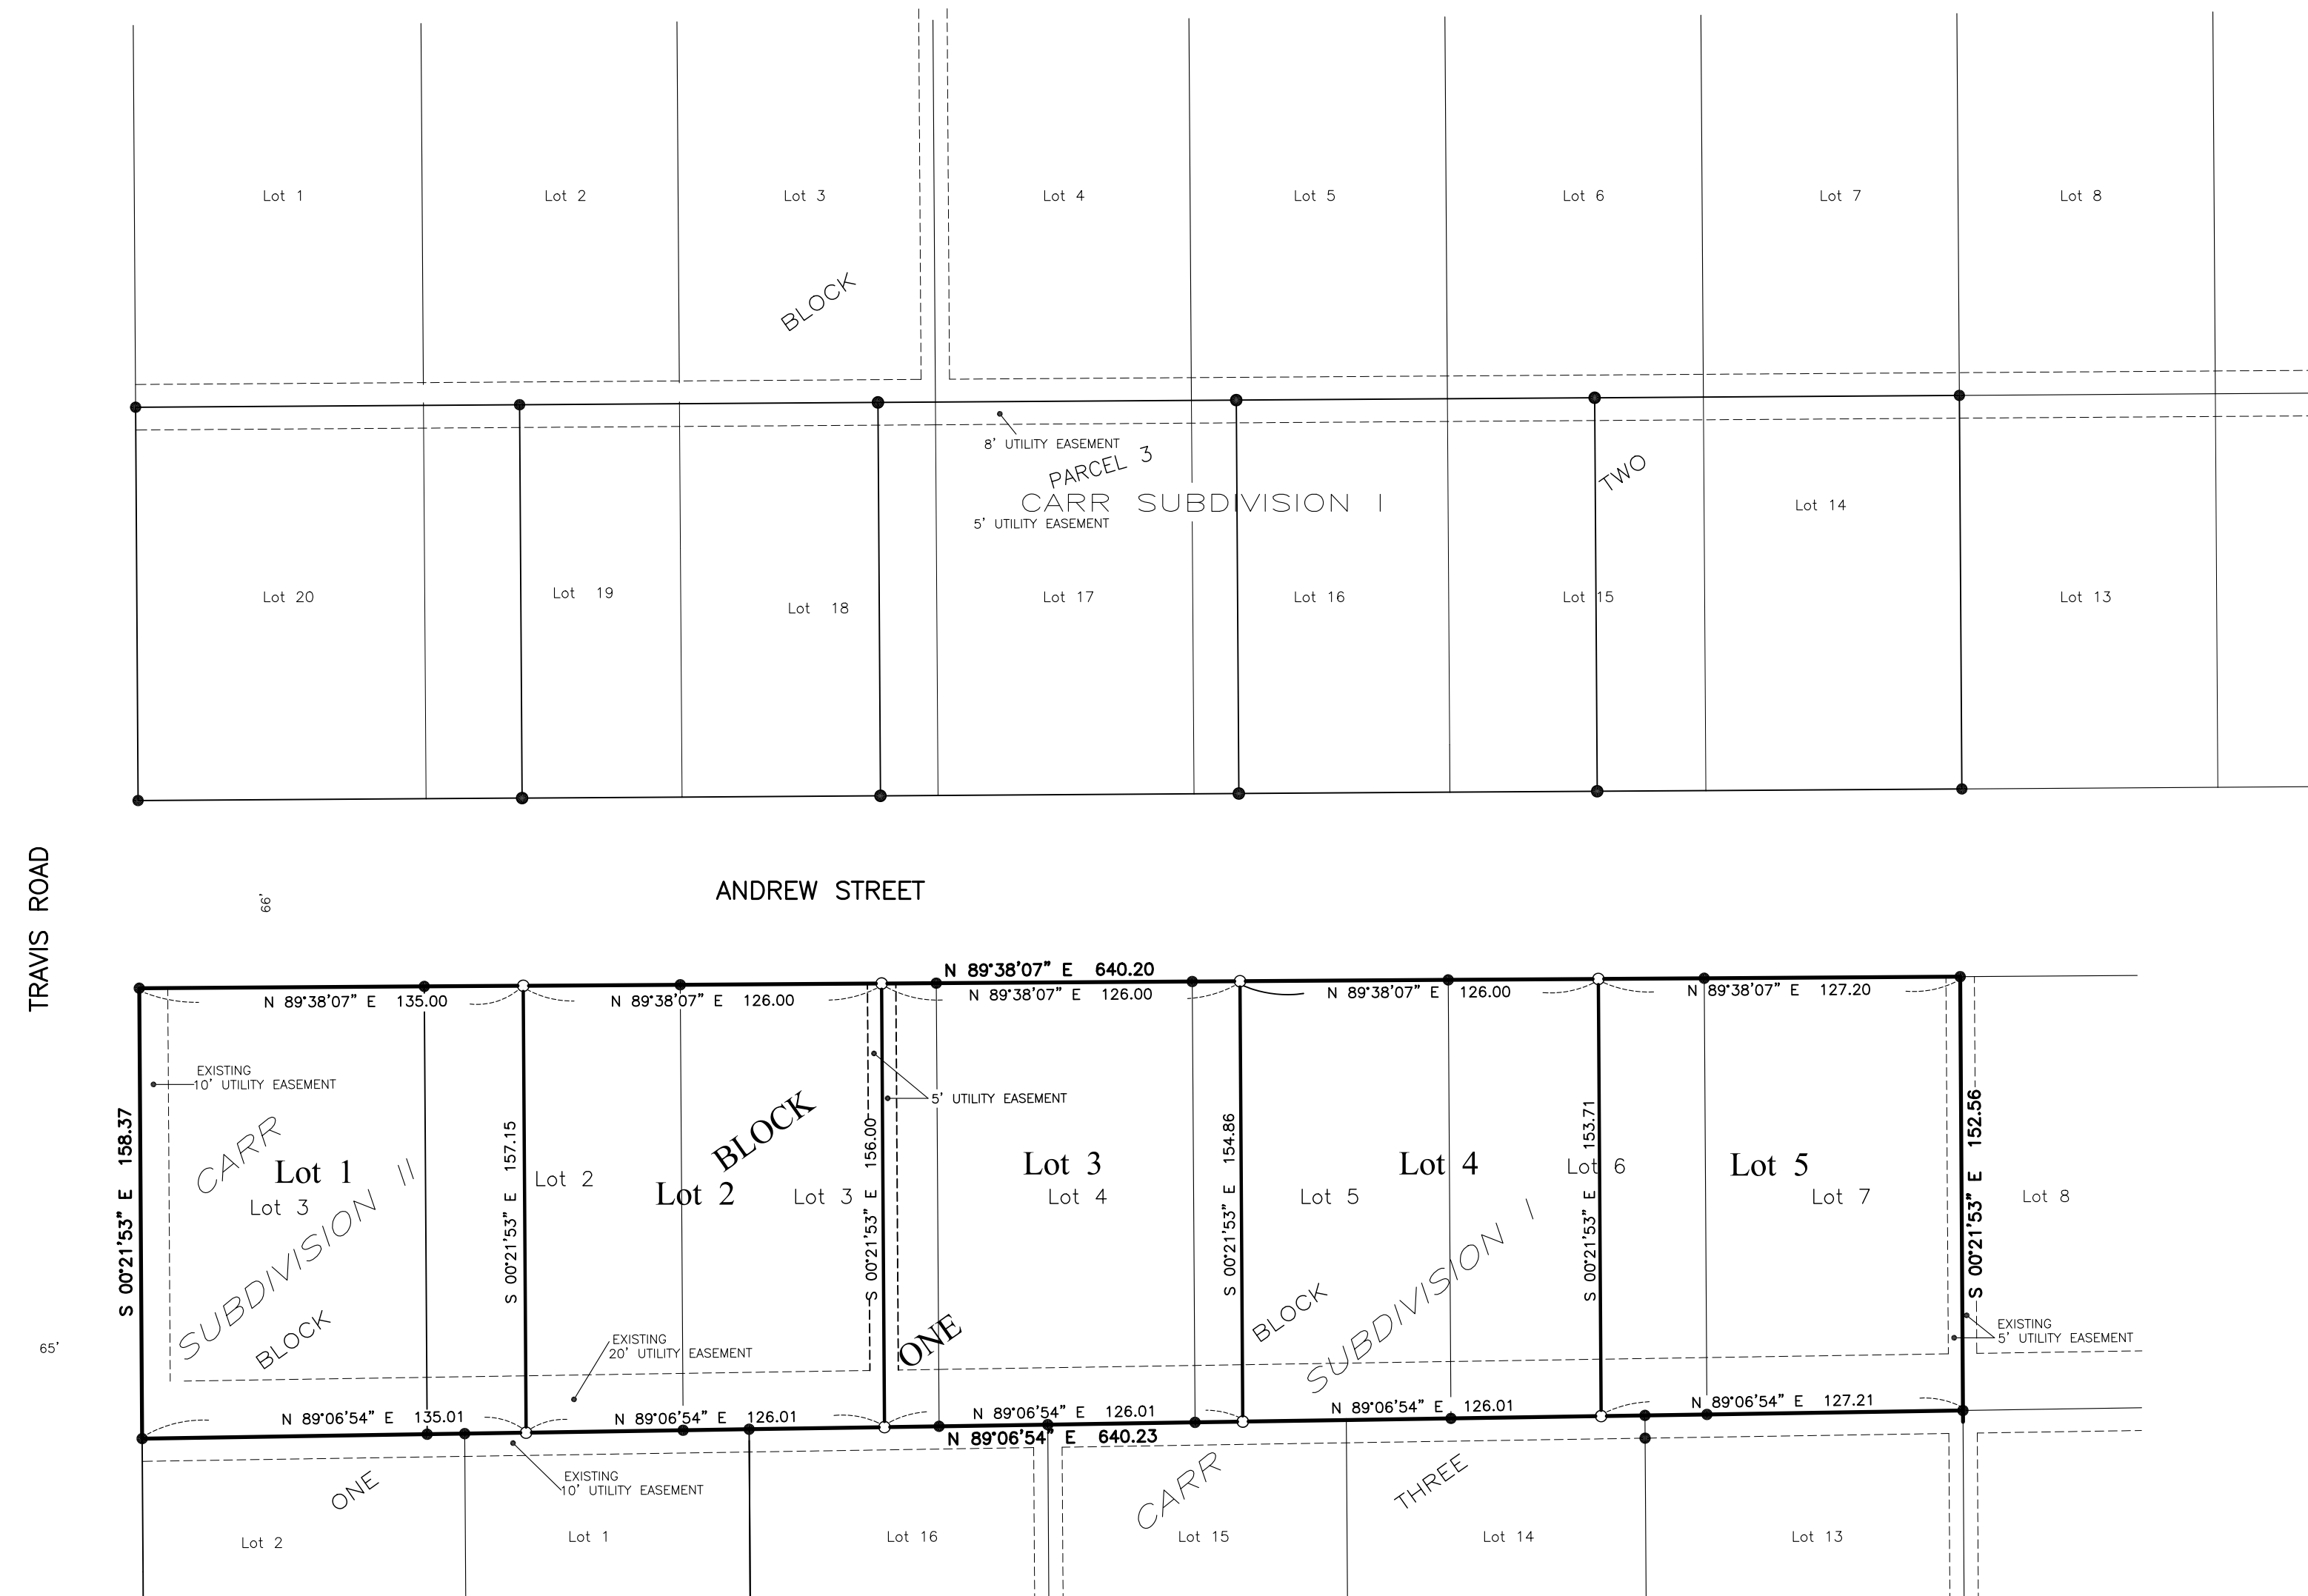 Lot 1
Lot 2
Lot 3
Lot 4
Lot 5
Lot 6
Lot 7
Lot 8
BLOCK
8' UTILITY EASEMENT
PARCEL 3
TWO
CARR SUBDIVISION I
Lot 14
5' UTILITY EASEMENT
Lot 20
Lot 19
Lot 18
Lot 17
Lot 16
Lot 15
Lot 13
TRAVIS ROAD
66'
ANDREW STREET
N 89°38'07" E 640.20
N 89°38'07" E 135.00
N 89°38'07" E 126.00
N 89°38'07" E 126.00
N 89°38'07" E 126.00
N 89°38'07" E 127.20
EXISTING
10' UTILITY EASEMENT
5' UTILITY EASEMENT
S 00°21'53" E 158.37
S 00°21'53" E 157.15
S 00°21'53" E 156.00
S 00°21'53" E 154.86
S 00°21'53" E 153.71
S 00°21'53" E 152.56
CARR
SUBDIVISION II
BLOCK
Lot 1
Lot 3
Lot 2
BLOCK
Lot 2
Lot 3
Lot 3
Lot 4
Lot 5
Lot 4
Lot 6
Lot 5
Lot 7
Lot 8
ONE
BLOCK
SUBDIVISION I
65'
EXISTING
20' UTILITY EASEMENT
EXISTING
5' UTILITY EASEMENT
N 89°06'54" E 135.01
N 89°06'54" E 126.01
N 89°06'54" E 126.01
N 89°06'54" E 126.01
N 89°06'54" E 127.21
N 89°06'54" E 640.23
ONE
EXISTING
10' UTILITY EASEMENT
CARR
THREE
Lot 2
Lot 1
Lot 16
Lot 15
Lot 14
Lot 13